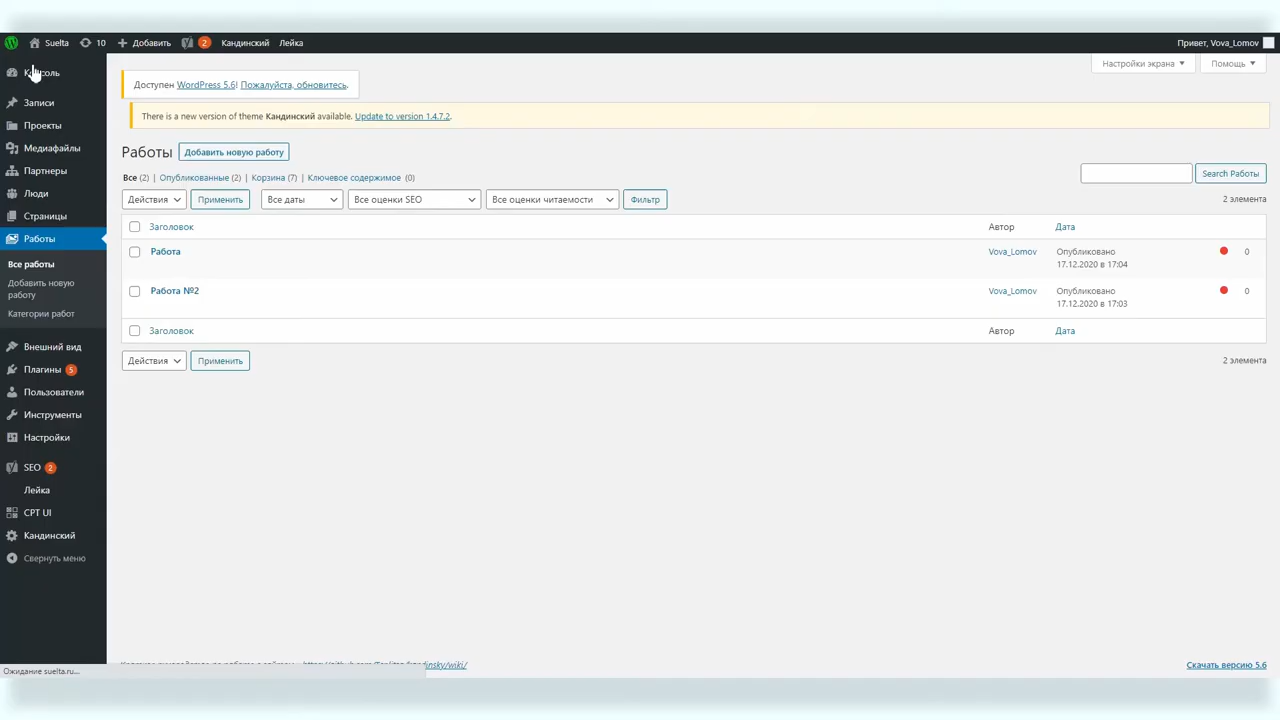 Suelta 10 Добавить 2 Кандинский Лейка Привет, Vova_Lomov
Консоль
Записи
Проекты
Медиафайлы
Партнеры
Люди
Страницы
Работы
Все работы
Добавить новую
работу
Категории работ
Внешний вид
Плагины 5
Пользователи
Инструменты
Настройки
SEO 2
Лейка
CPT UI
Кандинский
Свернуть меню
Настройки экрана Помощь
Доступен WordPress 5.6! Пожалуйста, обновитесь.
There is a new version of theme Кандинский available. Update to version 1.4.7.2.
Работы Добавить новую работу
Все (2) | Опубликованные (2) | Корзина (7) | Ключевое содержимое (0)
Search Работы
Действия Применить Все даты Все оценки SEO Все оценки читаемости Фильтр 2 элемента
Заголовок Автор Дата
Работа Vova_Lomov Опубликовано 0
17.12.2020 в 17:04
Работа №2 Vova_Lomov Опубликовано 0
17.12.2020 в 17:03
Заголовок Автор Дата
Действия Применить 2 элемента
Скачать версию 5.6
Ожидание suelta.ru...